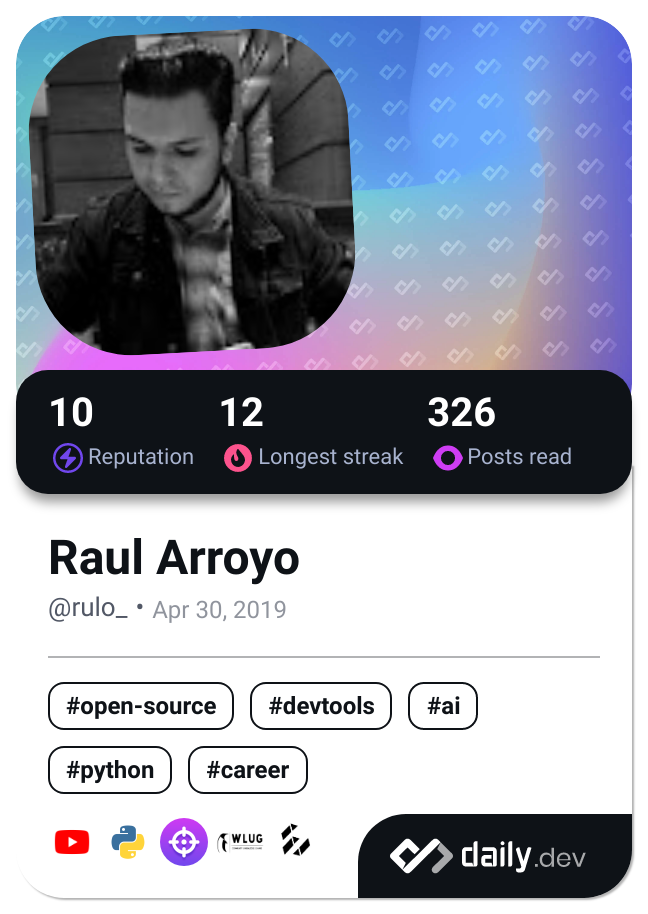 10 12 326
Reputation Longest streak Posts read
Raul Arroyo
@rulo_ • Apr 30, 2019
#open-source #devtools #ai
#python #career
WLUG
daily.dev